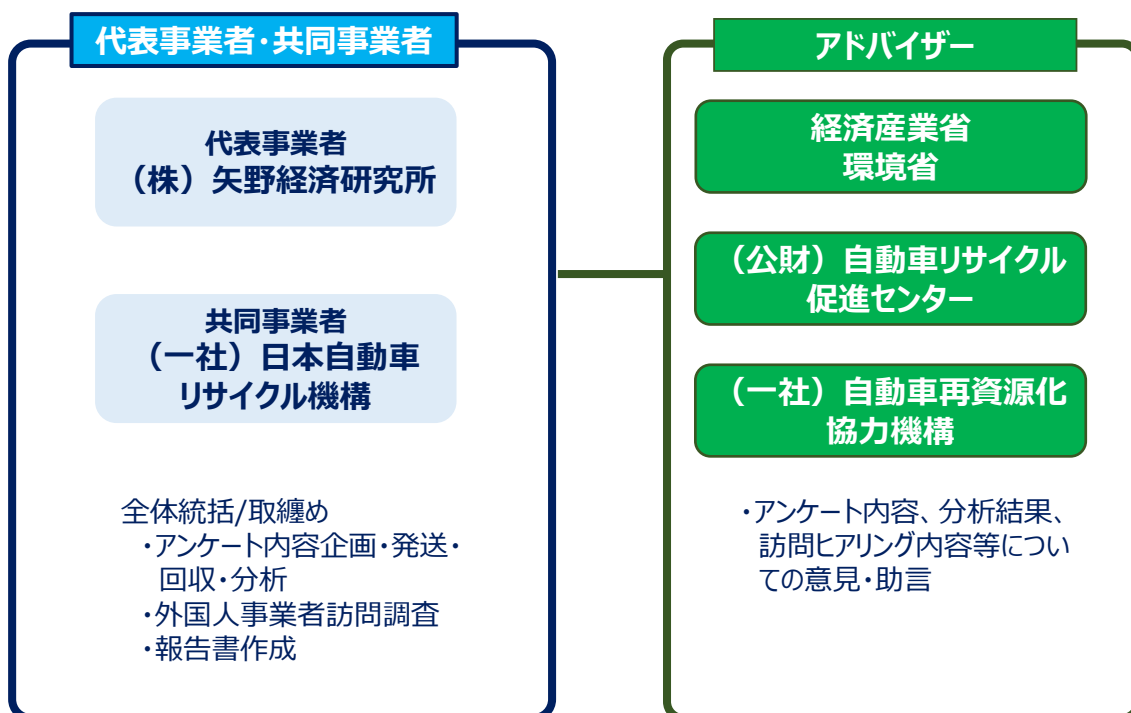 代表事業者・共同事業者
代表事業者
（株）矢野経済研究所
共同事業者
（一社）日本自動車
リサイクル機構
全体統括/取纏め
・アンケート内容企画・発送・
回収・分析
・外国人事業者訪問調査
・報告書作成
アドバイザー
経済産業省
環境省
（公財）自動車リサイクル
促進センター
（一社）自動車再資源化
協力機構
・アンケート内容、分析結果、
訪問ヒアリング内容等につい
ての意見・助言